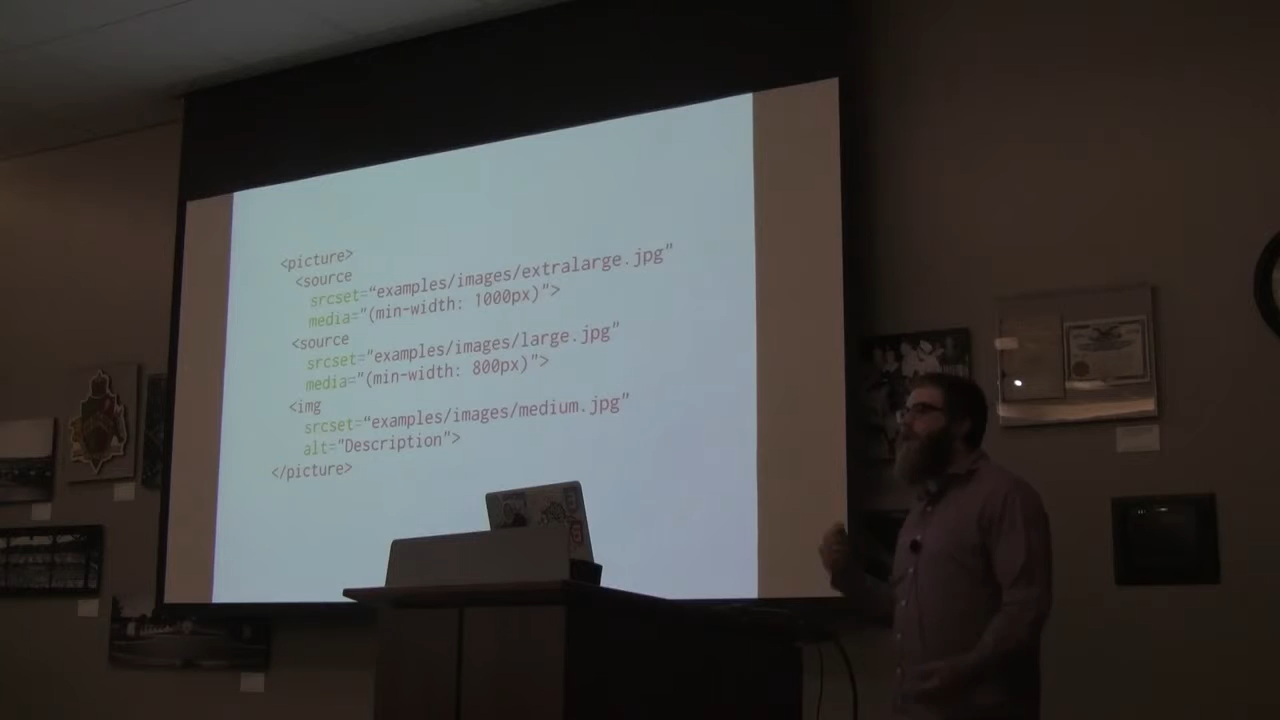 <picture>
<source
srcset=“examples/images/extralarge.jpg”
media=”(min-width: 1000px)”>
<source
srcset=“examples/images/large.jpg”
media=”(min-width: 800px)”>
<img
srcset=“examples/images/medium.jpg”
alt=”Description”>
</picture>